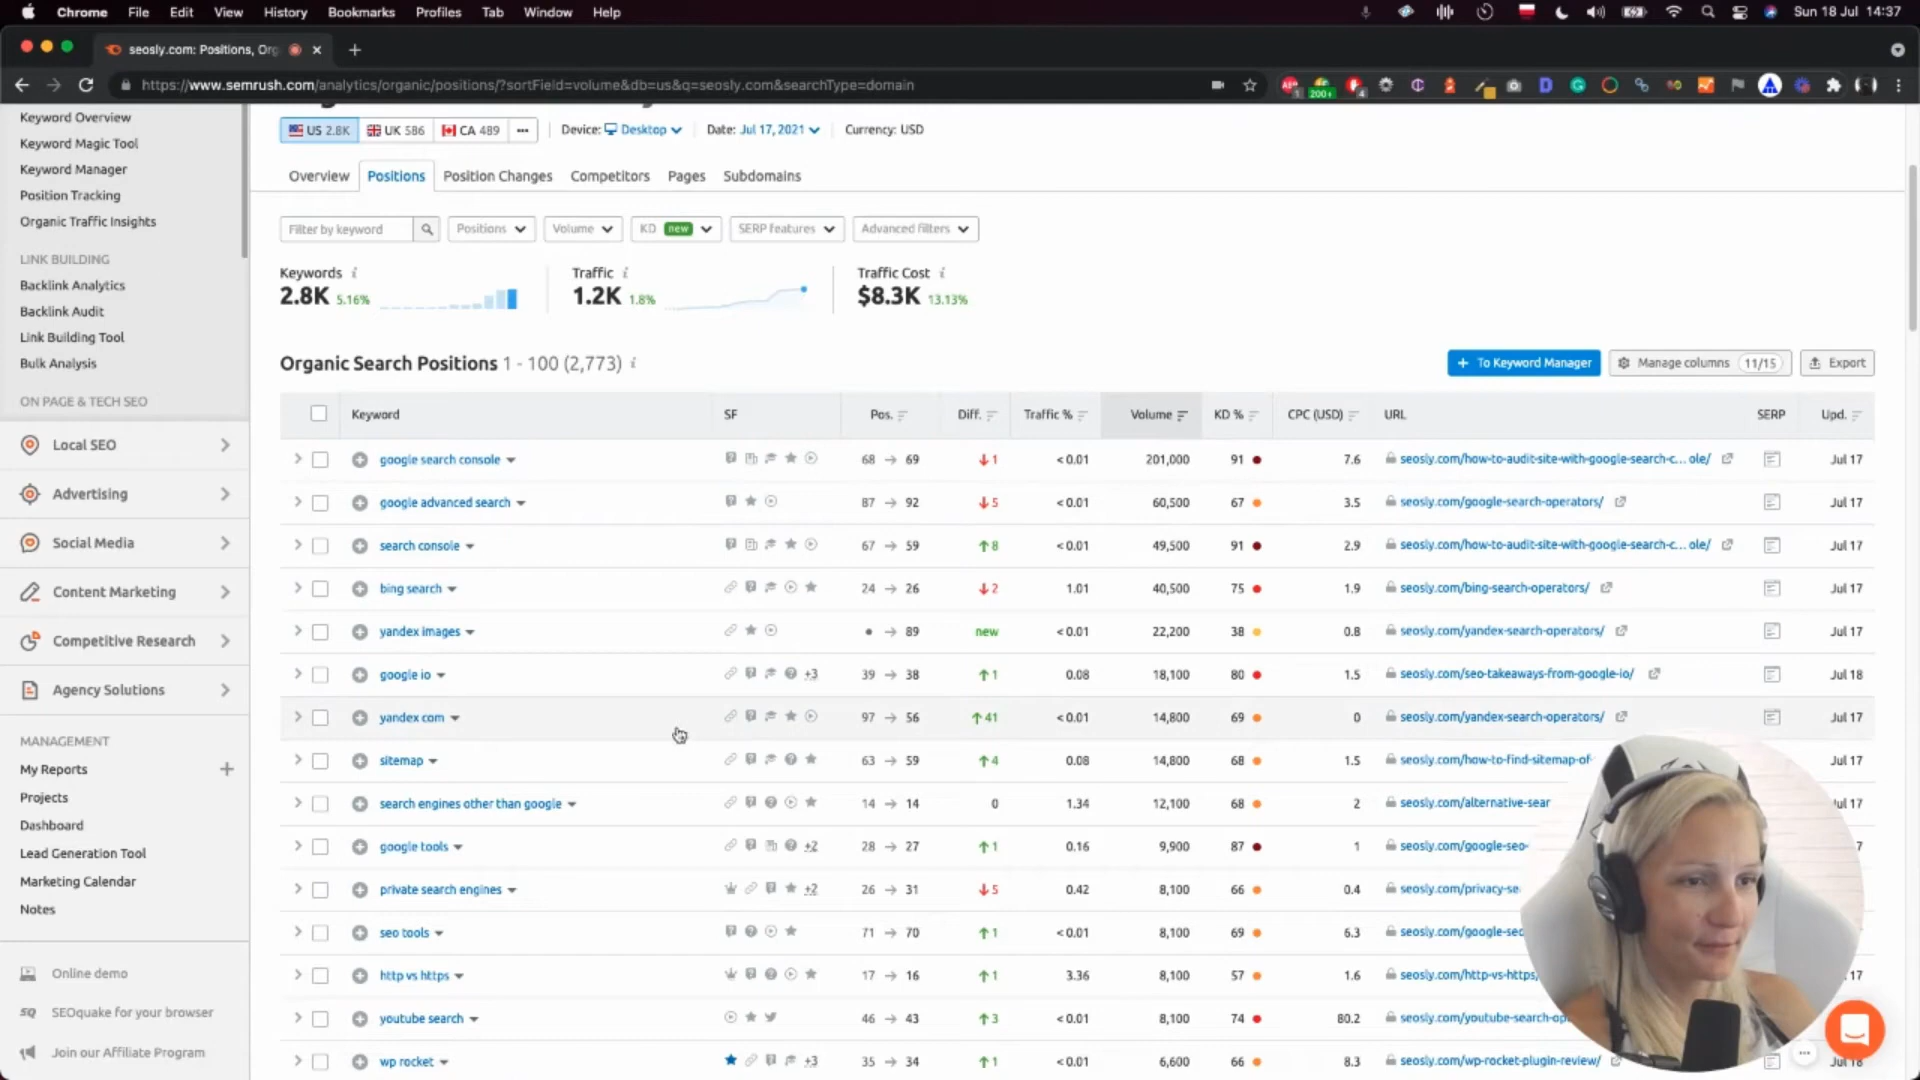 Chrome File Edit View History Bookmarks Profiles Tab Window Help Sun 18 Jul 14:37
seosly.com: Positions, Org
https://www.semrush.com/analytics/organic/positions/?sortField=volume&db=us&q=seosly.com&searchType=domain
200+
Keyword Overview
Keyword Magic Tool
Keyword Manager
Position Tracking
Organic Traffic Insights
LINK BUILDING
Backlink Analytics
Backlink Audit
Link Building Tool
Bulk Analysis
ON PAGE & TECH SEO
Local SEO
Advertising
Social Media
Content Marketing
Competitive Research
Agency Solutions
MANAGEMENT
My Reports
Projects
Dashboard
Lead Generation Tool
Marketing Calendar
Notes
Online demo
SEOquake for your browser
Join our Affiliate Program
US 2.8K UK 586 CA 489 ... Device: Desktop Date: Jul 17, 2021 Currency: USD
Overview Positions Position Changes Competitors Pages Subdomains
Filter by keyword Positions Volume KD new SERP features Advanced filters
Keywords i Traffic i Traffic Cost i
2.8K 5.16% 1.2K 1.8% $8.3K 13.13%
Organic Search Positions 1 - 100 (2,773) i + To Keyword Manager Manage columns 11/15 Export
Keyword SF Pos. Diff. Traffic % Volume KD % CPC (USD) URL SERP Upd.
google search console 68 → 69 ↓1 <0.01 201,000 91 7.6 seosly.com/how-to-audit-site-with-google-search-c... ole/ Jul 17
google advanced search 87 → 92 ↓5 <0.01 60,500 67 3.5 seosly.com/google-search-operators/ Jul 17
search console 67 → 59 ↑8 <0.01 49,500 91 2.9 seosly.com/how-to-audit-site-with-google-search-c... ole/ Jul 17
bing search 24 → 26 ↓2 1.01 40,500 75 1.9 seosly.com/bing-search-operators/ Jul 17
yandex images • → 89 new <0.01 22,200 38 0.8 seosly.com/yandex-search-operators/ Jul 17
google io +3 39 → 38 ↑1 0.08 18,100 80 1.5 seosly.com/seo-takeaways-from-google-io/ Jul 18
yandex com 97 → 56 ↑41 <0.01 14,800 69 0 seosly.com/yandex-search-operators/ Jul 17
sitemap 63 → 59 ↑4 0.08 14,800 68 1.5 seosly.com/how-to-find-sitemap-of- Jul 17
search engines other than google 14 → 14 0 1.34 12,100 68 2 seosly.com/alternative-sear ul 17
google tools +2 28 → 27 ↑1 0.16 9,900 87 1 seosly.com/google-seo- 7
private search engines +2 26 → 31 ↓5 0.42 8,100 66 0.4 seosly.com/privacy-se
seo tools 71 → 70 ↑1 <0.01 8,100 69 6.3 seosly.com/google-seo
http vs https 17 → 16 ↑1 3.36 8,100 57 1.6 seosly.com/http-vs-https, 17
youtube search 46 → 43 ↑3 <0.01 8,100 74 80.2 seosly.com/youtube-search-op
wp rocket +3 35 → 34 ↑1 <0.01 6,600 66 8.3 seosly.com/wp-rocket-plugin-review/ Jul 18